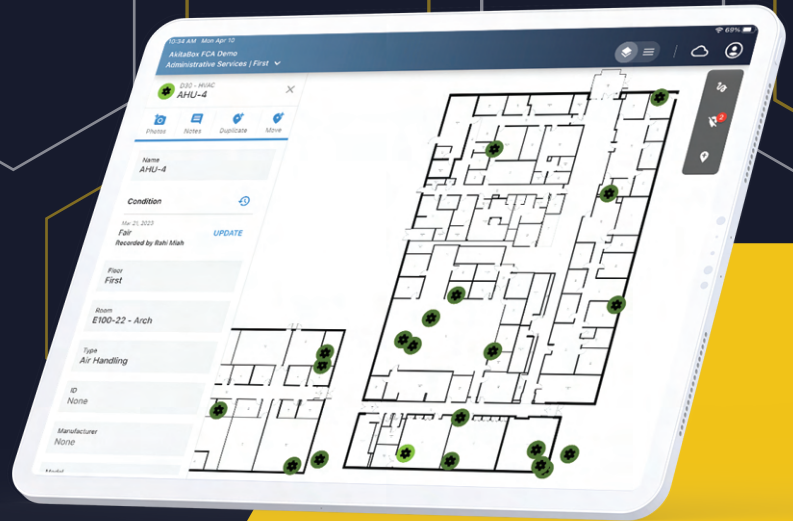 10:34 AM Mon Apr 10
69%
AkitaBox FCA Demo
Administrative Services | First
D30 - HVAC
AHU-4
Photos
Notes
Duplicate
Move
2
Name
AHU-4
Condition
Mar 21, 2023
Fair
UPDATE
Recorded by Rahi Miah
Floor
First
Room
E100-22 - Arch
Type
Air Handling
ID
None
Manufacturer
None
Model